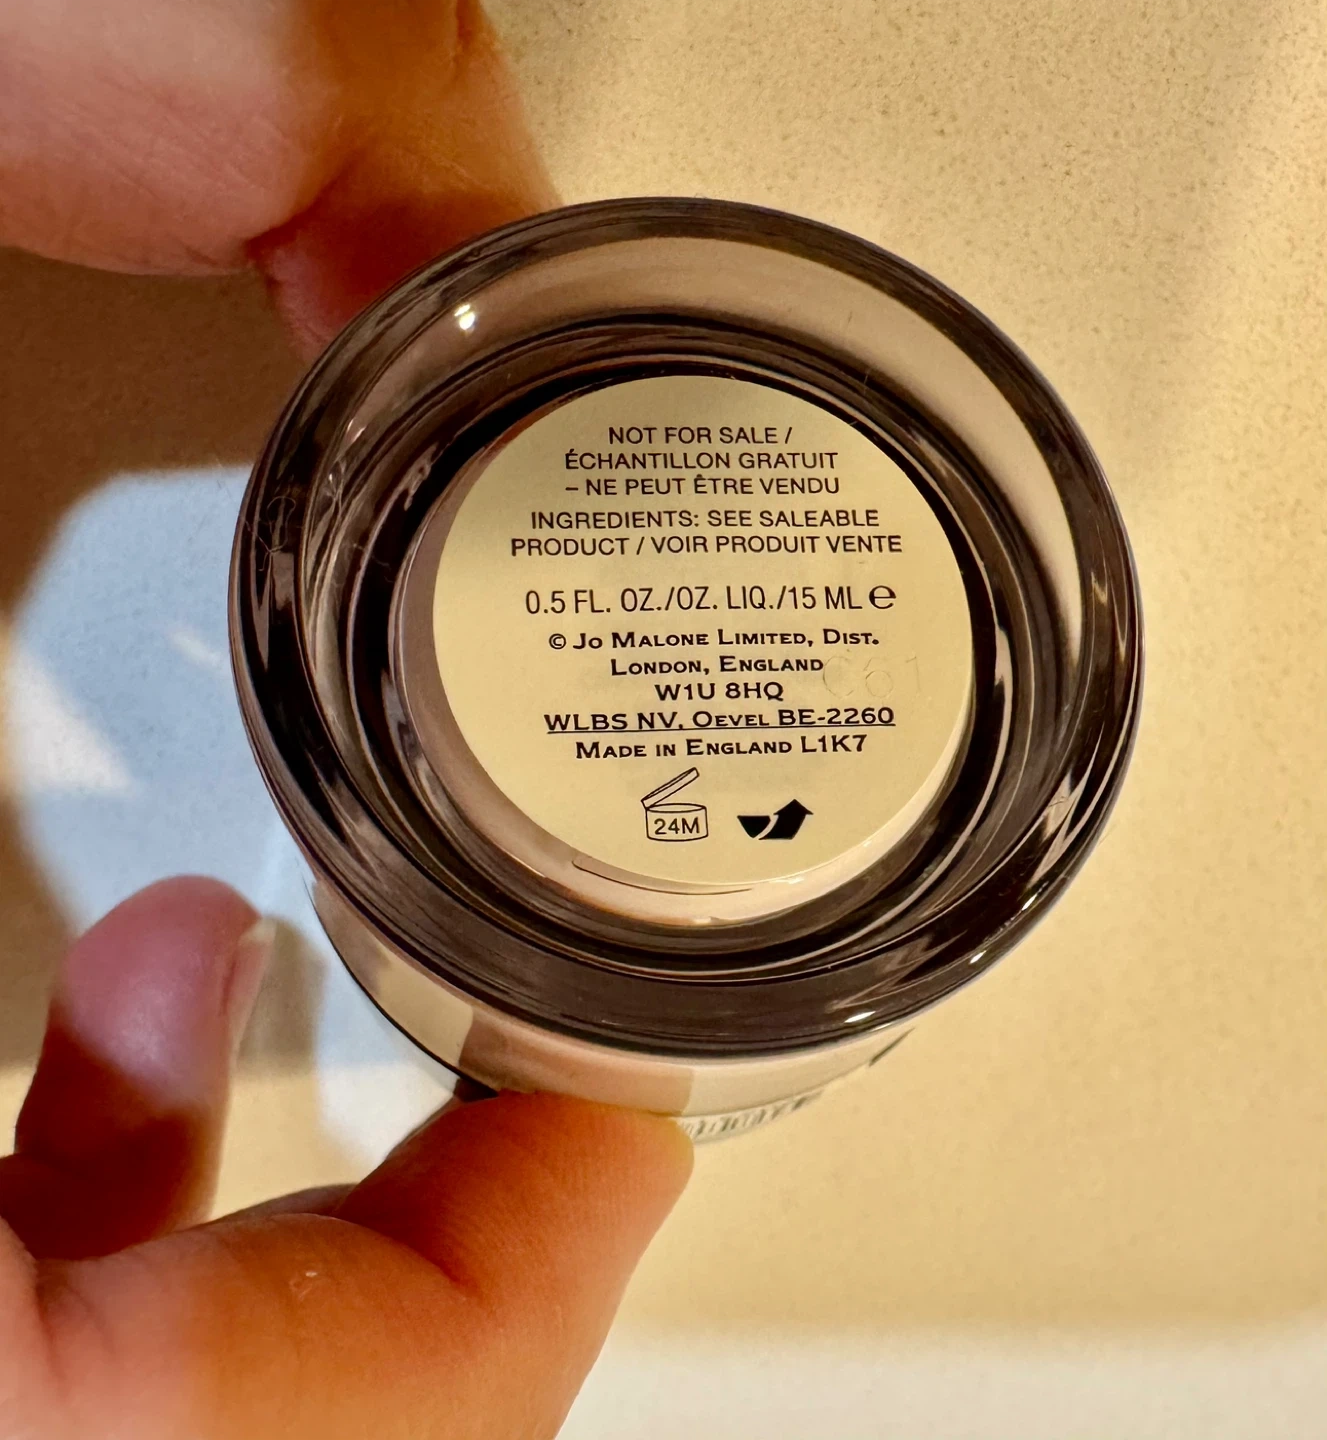 NOT FOR SALE /
ÉCHANTILLON GRATUIT
– NE PEUT ÊTRE VENDU
INGREDIENTS: SEE SALEABLE
PRODUCT / VOIR PRODUIT VENTE
0.5 FL. OZ./OZ. LIQ./15 ML ℮
© Jo Malone Limited, Dist.
London, England
W1U 8HQ
WLBS NV, Oevel BE-2260
Made in England L1K7
24M
C61